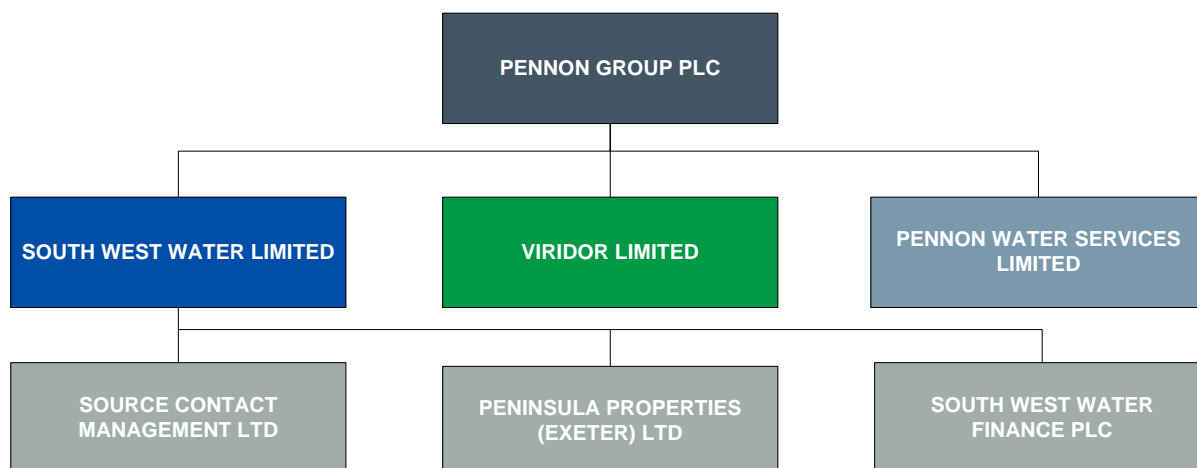 PENNON GROUP PLC
SOUTH WEST WATER LIMITED
VIRIDOR LIMITED
PENNON WATER SERVICES
LIMITED
SOURCE CONTACT
MANAGEMENT LTD
PENINSULA PROPERTIES
(EXETER) LTD
SOUTH WEST WATER
FINANCE PLC